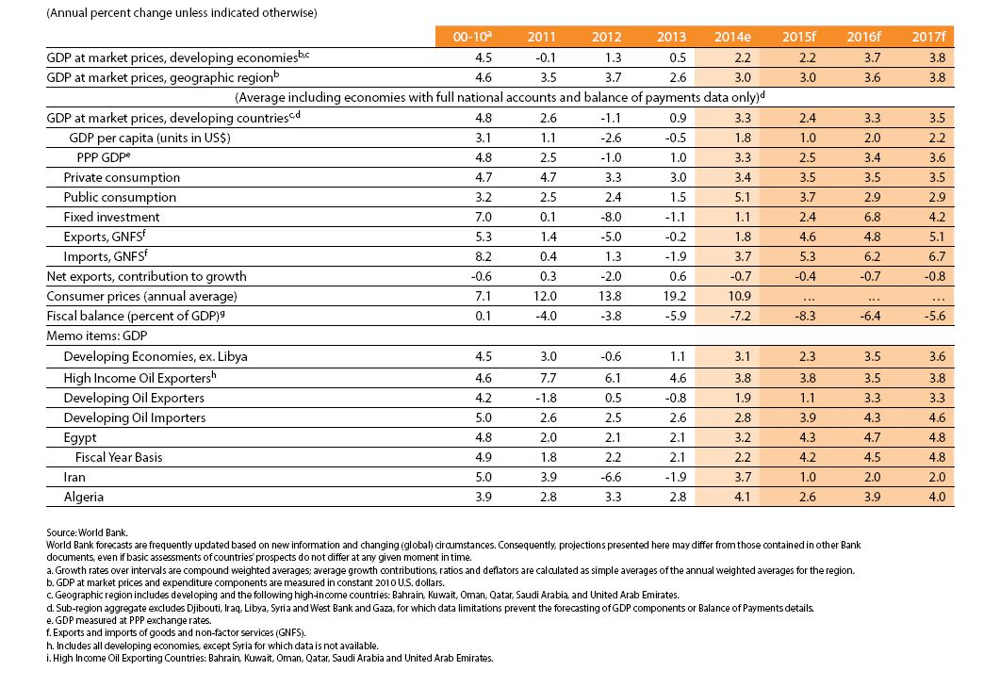 (Annual percent change unless indicated otherwise)
00-10a 2011 2012 2013 2014e 2015f 2016f 2017f
GDP at market prices, developing economiesb,c 4.5 -0.1 1.3 0.5 2.2 2.2 3.7 3.8
GDP at market prices, geographic regionb 4.6 3.5 3.7 2.6 3.0 3.0 3.6 3.8
(Average including economies with full national accounts and balance of payments data only)d
GDP at market prices, developing countriesc,d 4.8 2.6 -1.1 0.9 3.3 2.4 3.3 3.5
GDP per capita (units in US$) 3.1 1.1 -2.6 -0.5 1.8 1.0 2.0 2.2
PPP GDPe 4.8 2.5 -1.0 1.0 3.3 2.5 3.4 3.6
Private consumption 4.7 4.7 3.3 3.0 3.4 3.5 3.5 3.5
Public consumption 3.2 2.5 2.4 1.5 5.1 3.7 2.9 2.9
Fixed investment 7.0 0.1 -8.0 -1.1 1.1 2.4 6.8 4.2
Exports, GNFSf 5.3 1.4 -5.0 -0.2 1.8 4.6 4.8 5.1
Imports, GNFSf 8.2 0.4 1.3 -1.9 3.7 5.3 6.2 6.7
Net exports, contribution to growth -0.6 0.3 -2.0 0.6 -0.7 -0.4 -0.7 -0.8
Consumer prices (annual average) 7.1 12.0 13.8 19.2 10.9 ... ... ...
Fiscal balance (percent of GDP)g 0.1 -4.0 -3.8 -5.9 -7.2 -8.3 -6.4 -5.6
Memo items: GDP
Developing Economies, ex. Libya 4.5 3.0 -0.6 1.1 3.1 2.3 3.5 3.6
High Income Oil Exportersh 4.6 7.7 6.1 4.6 3.8 3.8 3.5 3.8
Developing Oil Exporters 4.2 -1.8 0.5 -0.8 1.9 1.1 3.3 3.3
Developing Oil Importers 5.0 2.6 2.5 2.6 2.8 3.9 4.3 4.6
Egypt 4.8 2.0 2.1 2.1 3.2 4.3 4.7 4.8
Fiscal Year Basis 4.9 1.8 2.2 2.1 2.2 4.2 4.5 4.8
Iran 5.0 3.9 -6.6 -1.9 3.7 1.0 2.0 2.0
Algeria 3.9 2.8 3.3 2.8 4.1 2.6 3.9 4.0
Source: World Bank.
World Bank forecasts are frequently updated based on new information and changing (global) circumstances. Consequently, projections presented here may differ from those contained in other Bank
documents, even if basic assessments of countries' prospects do not differ at any given moment in time.
a. Growth rates over intervals are compound weighted averages; average growth contributions, ratios and deflators are calculated as simple averages of the annual weighted averages for the region.
b. GDP at market prices and expenditure components are measured in constant 2010 U.S. dollars.
c. Geographic region includes developing and the following high-income countries: Bahrain, Kuwait, Oman, Qatar, Saudi Arabia, and United Arab Emirates.
d. Sub-region aggregate excludes Djibouti, Iraq, Libya, Syria and West Bank and Gaza, for which data limitations prevent the forecasting of GDP components or Balance of Payments details.
e. GDP measured at PPP exchange rates.
f. Exports and imports of goods and non-factor services (GNFS).
h. Includes all developing economies, except Syria for which data is not available.
i. High Income Oil Exporting Countries: Bahrain, Kuwait, Oman, Qatar, Saudi Arabia and United Arab Emirates.